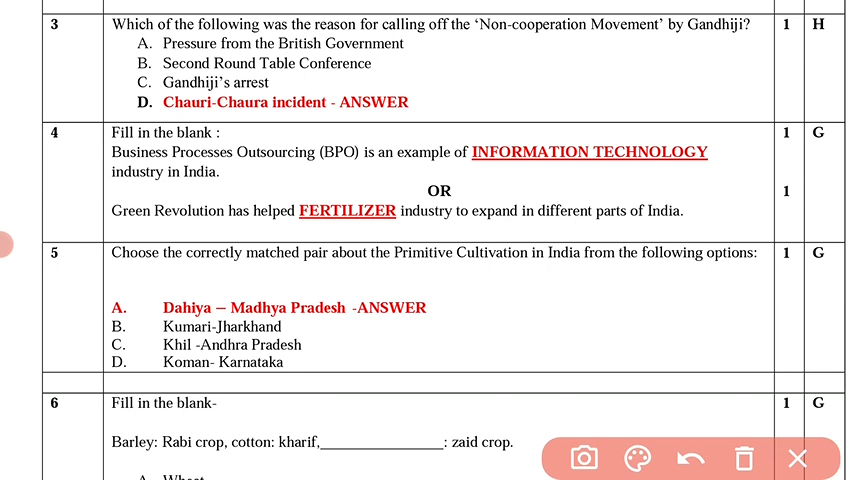 3 Which of the following was the reason for calling off the ‘Non-cooperation Movement’ by Gandhiji? 1 H
A. Pressure from the British Government
B. Second Round Table Conference
C. Gandhiji’s arrest
D. Chauri-Chaura incident - ANSWER
4 Fill in the blank : 1 G
Business Processes Outsourcing (BPO) is an example of INFORMATION TECHNOLOGY
industry in India.
OR 1
Green Revolution has helped FERTILIZER industry to expand in different parts of India.
5 Choose the correctly matched pair about the Primitive Cultivation in India from the following options: 1 G
A. Dahiya – Madhya Pradesh -ANSWER
B. Kumari-Jharkhand
C. Khil -Andhra Pradesh
D. Koman- Karnataka
6 Fill in the blank- 1 G
Barley: Rabi crop, cotton: kharif,_________________: zaid crop.
A. Wheat